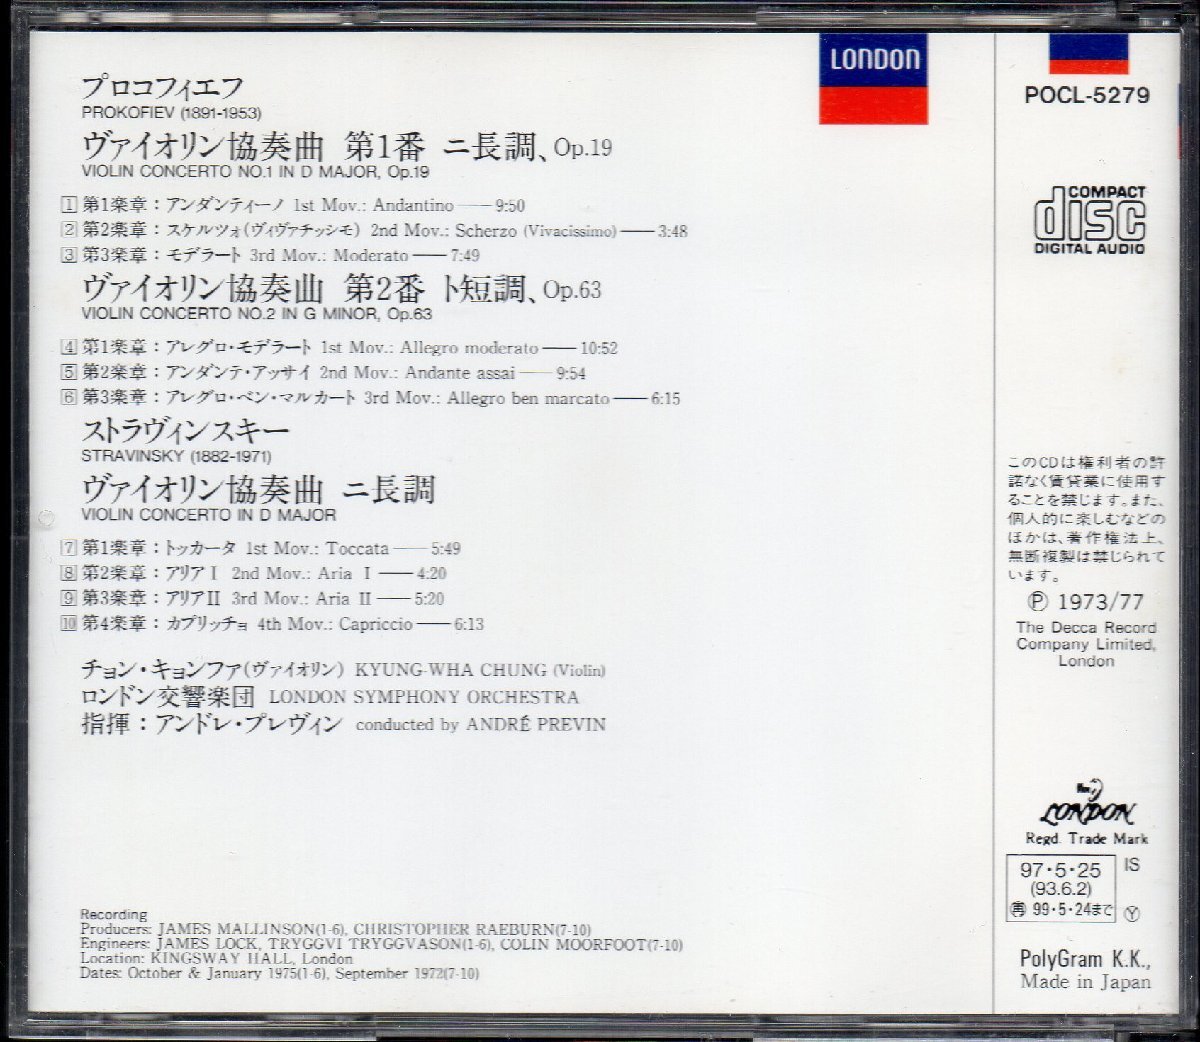 プロコフィエフ
PROKOFIEV (1891-1953)
ヴァイオリン協奏曲 第1番 ニ長調、Op.19
VIOLIN CONCERTO NO.1 IN D MAJOR, Op.19
1 第1楽章：アンダンティーノ 1st Mov.: Andantino——9:50
2 第2楽章：スケルツォ(ヴィヴァチッシモ) 2nd Mov.: Scherzo (Vivacissimo)——3:48
3 第3楽章：モデラート 3rd Mov.: Moderato——7:49
ヴァイオリン協奏曲 第2番 ト短調、Op.63
VIOLIN CONCERTO NO.2 IN G MINOR, Op.63
4 第1楽章：アレグロ・モデラート 1st Mov.: Allegro moderato——10:52
5 第2楽章：アンダンテ・アッサイ 2nd Mov.: Andante assai——9:54
6 第3楽章：アレグロ・ベン・マルカート 3rd Mov.: Allegro ben marcato——6:15
ストラヴィンスキー
STRAVINSKY (1882-1971)
ヴァイオリン協奏曲 ニ長調
VIOLIN CONCERTO IN D MAJOR
7 第1楽章：トッカータ 1st Mov.: Toccata——5:49
8 第2楽章：アリアⅠ 2nd Mov.: Aria Ⅰ——4:20
9 第3楽章：アリアⅡ 3rd Mov.: Aria Ⅱ——5:20
10 第4楽章：カプリッチョ 4th Mov.: Capriccio——6:13
チョン・キョンファ(ヴァイオリン) KYUNG-WHA CHUNG (Violin)
ロンドン交響楽団 LONDON SYMPHONY ORCHESTRA
指揮：アンドレ・プレヴィン conducted by ANDRÉ PREVIN
Recording
Producers: JAMES MALLINSON(1-6), CHRISTOPHER RAEBURN(7-10)
Engineers: JAMES LOCK, TRYGGVI TRYGGVASON(1-6), COLIN MOORFOOT(7-10)
Location: KINGSWAY HALL, London
Dates: October & January 1975(1-6), September 1972(7-10)
LONDON
POCL-5279
COMPACT
disc
DIGITAL AUDIO
このCDは権利者の許
諾なく賃貸業に使用す
ることを禁じます。また、
個人的に楽しむなどの
ほかは、著作権法上、
無断複製は禁じられて
います。
Ⓟ 1973/77
The Decca Record
Company Limited,
London
LONDON
Regd. Trade Mark
97・5・25 IS
(93.6.2)
㊢ 99・5・24まで Ⓨ
PolyGram K.K.,
Made in Japan